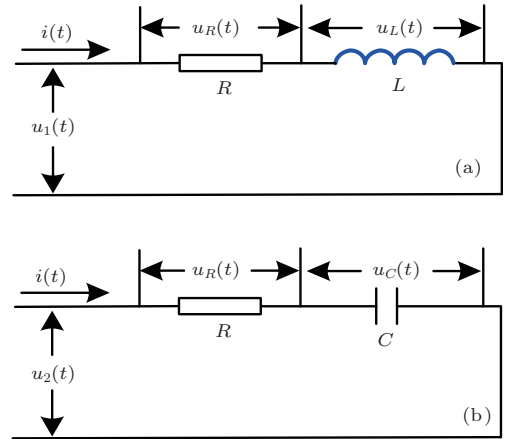 i(t) u_R(t) u_L(t)
R L
u_1(t)
(a)
i(t) u_R(t) u_C(t)
R C
u_2(t)
(b)